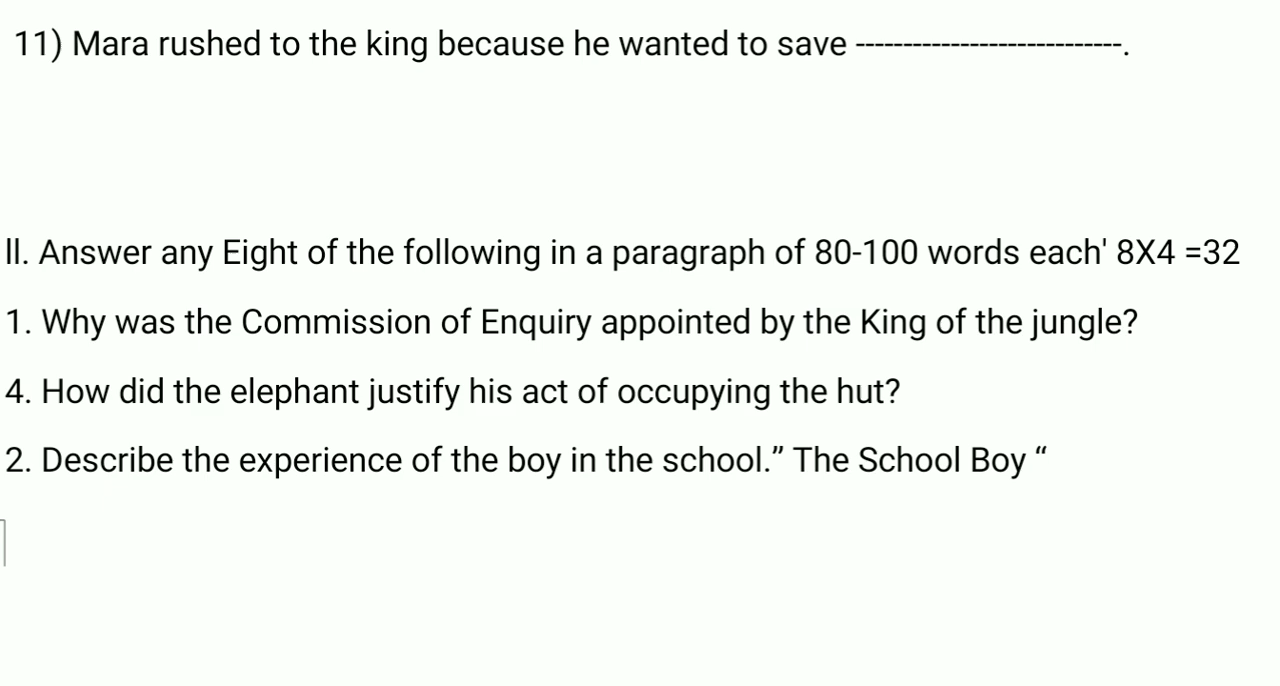 11) Mara rushed to the king because he wanted to save ----------------------------.
II. Answer any Eight of the following in a paragraph of 80-100 words each' 8X4 =32
1. Why was the Commission of Enquiry appointed by the King of the jungle?
4. How did the elephant justify his act of occupying the hut?
2. Describe the experience of the boy in the school.” The School Boy “